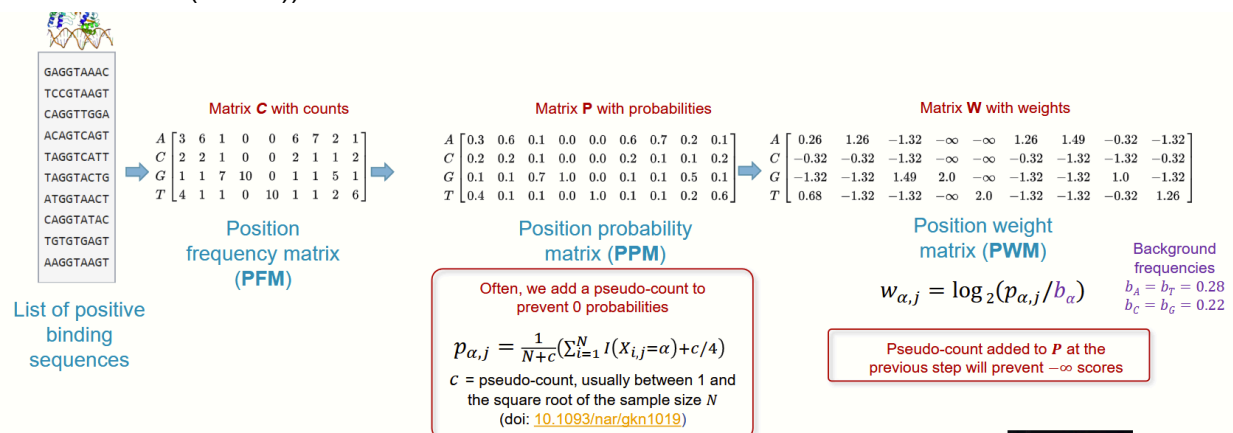 GAGGTAAAC
TCCGTAAGT
CAGGTTGGA
ACAGTCAGT
TAGGTCATT
TAGGTACTG
ATGGTAACT
CAGGTATAC
TGTGTGAGT
AAGGTAAGT
List of positive
binding
sequences
Matrix C with counts
A [3 6 1 0 0 6 7 2 1]
C [2 2 1 0 0 2 1 1 2]
G [1 1 7 10 0 1 1 5 1]
T [4 1 1 0 10 1 1 2 6]
Position
frequency matrix
(PFM)
Matrix P with probabilities
A [0.3 0.6 0.1 0.0 0.0 0.6 0.7 0.2 0.1]
C [0.2 0.2 0.1 0.0 0.0 0.2 0.1 0.1 0.2]
G [0.1 0.1 0.7 1.0 0.0 0.1 0.1 0.5 0.1]
T [0.4 0.1 0.1 0.0 1.0 0.1 0.1 0.2 0.6]
Position probability
matrix (PPM)
Often, we add a pseudo-count to
prevent 0 probabilities
p_{α,j} = 1/(N+c) (∑_{i=1}^{N} I(X_{i,j}=α)+c/4)
c = pseudo-count, usually between 1 and
the square root of the sample size N
(doi: 10.1093/nar/gkn1019)
Matrix W with weights
A [0.26 1.26 −1.32 −∞ −∞ 1.26 1.49 −0.32 −1.32]
C [−0.32 −0.32 −1.32 −∞ −∞ −0.32 −1.32 −1.32 −0.32]
G [−1.32 −1.32 1.49 2.0 −∞ −1.32 −1.32 1.0 −1.32]
T [0.68 −1.32 −1.32 −∞ 2.0 −1.32 −1.32 −0.32 1.26]
Position weight
matrix (PWM)
w_{α,j} = log₂(p_{α,j}/b_α)
Background
frequencies
b_A = b_T = 0.28
b_C = b_G = 0.22
Pseudo-count added to P at the
previous step will prevent −∞ scores